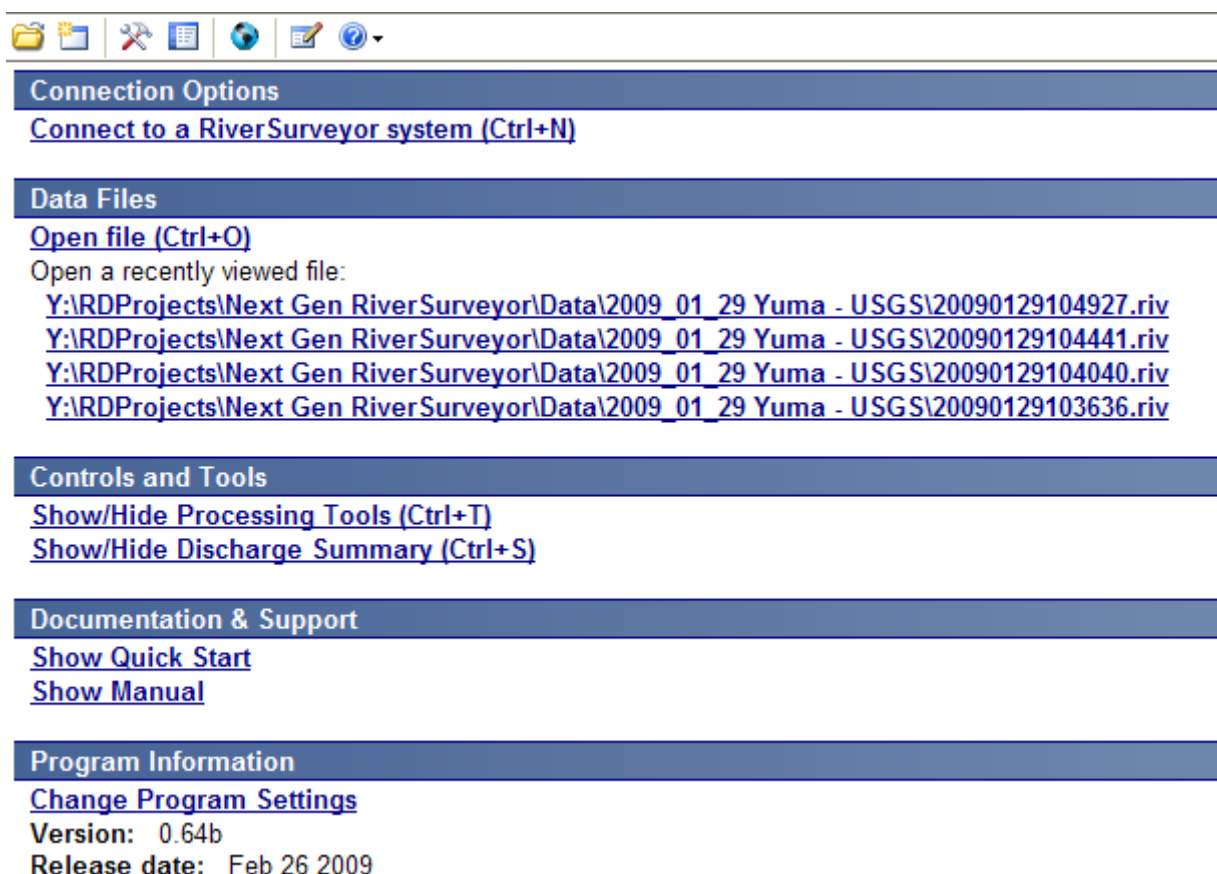 Connection Options
Connect to a RiverSurveyor system (Ctrl+N)
Data Files
Open file (Ctrl+O)
Open a recently viewed file:
Y:\RDProjects\Next Gen RiverSurveyor\Data\2009_01_29 Yuma - USGS\20090129104927.riv
Y:\RDProjects\Next Gen RiverSurveyor\Data\2009_01_29 Yuma - USGS\20090129104441.riv
Y:\RDProjects\Next Gen RiverSurveyor\Data\2009_01_29 Yuma - USGS\20090129104040.riv
Y:\RDProjects\Next Gen RiverSurveyor\Data\2009_01_29 Yuma - USGS\20090129103636.riv
Controls and Tools
Show/Hide Processing Tools (Ctrl+T)
Show/Hide Discharge Summary (Ctrl+S)
Documentation & Support
Show Quick Start
Show Manual
Program Information
Change Program Settings
Version: 0.64b
Release date: Feb 26 2009